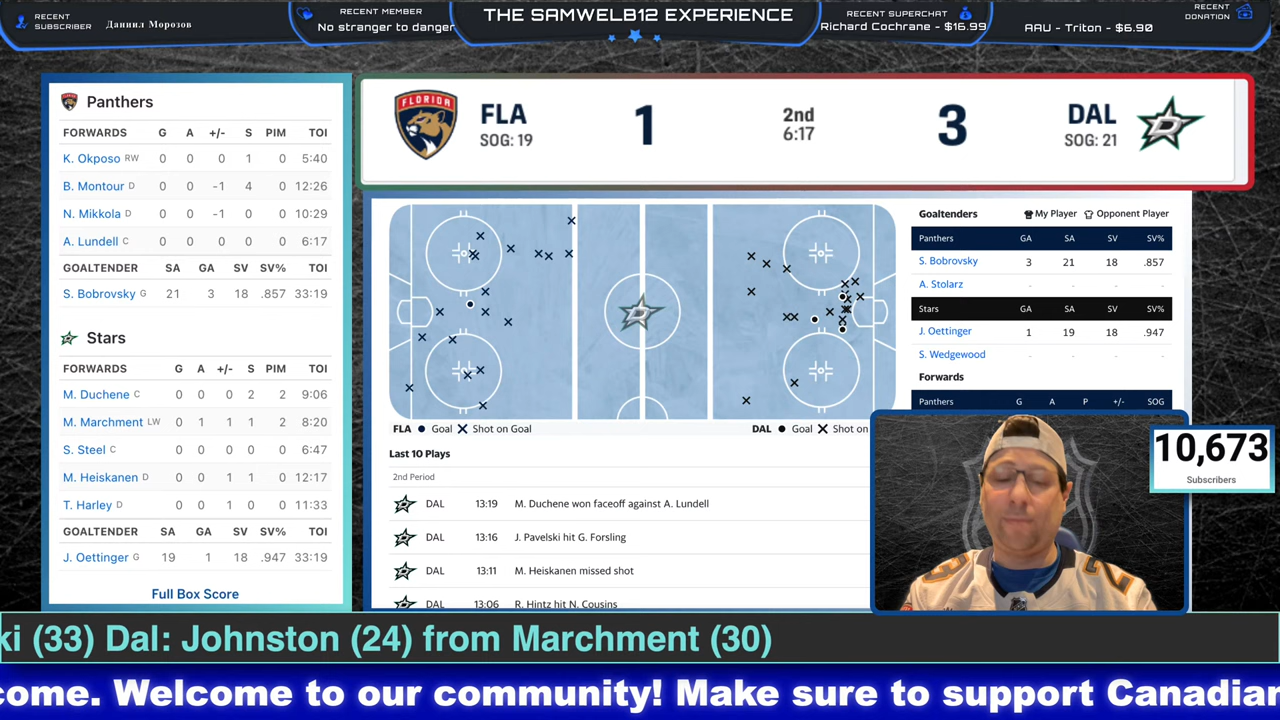 RECENT SUBSCRIBER
Даниил Морозов
RECENT MEMBER
No stranger to danger
THE SAMWELB12 EXPERIENCE
RECENT SUPERCHAT
Richard Cochrane - $16.99
RECENT DONATION
AAU - Triton - $6.90
Panthers
FORWARDS G A +/- S PIM TOI
K. Okposo RW 0 0 0 1 0 5:40
B. Montour D 0 0 -1 4 0 12:26
N. Mikkola D 0 0 -1 0 0 10:29
A. Lundell C 0 0 0 0 0 6:17
GOALTENDER SA GA SV SV% TOI
S. Bobrovsky G 21 3 18 .857 33:19
Stars
FORWARDS G A +/- S PIM TOI
M. Duchene C 0 0 0 2 2 9:06
M. Marchment LW 0 1 1 1 2 8:20
S. Steel C 0 0 0 0 0 6:47
M. Heiskanen D 0 0 1 1 0 12:17
T. Harley D 0 0 1 0 0 11:33
GOALTENDER SA GA SV SV% TOI
J. Oettinger G 19 1 18 .947 33:19
Full Box Score
FLORIDA
FLA
SOG: 19
1
2nd
6:17
3
DAL
SOG: 21
D
D
FLA Goal Shot on Goal
DAL Goal Shot on
Last 10 Plays
2nd Period
DAL 13:19 M. Duchene won faceoff against A. Lundell
DAL 13:16 J. Pavelski hit G. Forsling
DAL 13:11 M. Heiskanen missed shot
DAL 13:06 R. Hintz hit N. Cousins
Goaltenders My Player Opponent Player
Panthers GA SA SV SV%
S. Bobrovsky 3 21 18 .857
A. Stolarz - - - -
Stars GA SA SV SV%
J. Oettinger 1 19 18 .947
S. Wedgewood - - - -
Forwards
Panthers G A P +/- SOG
10,673
Subscribers
ki (33) Dal: Johnston (24) from Marchment (30)
come. Welcome to our community! Make sure to support Canadian